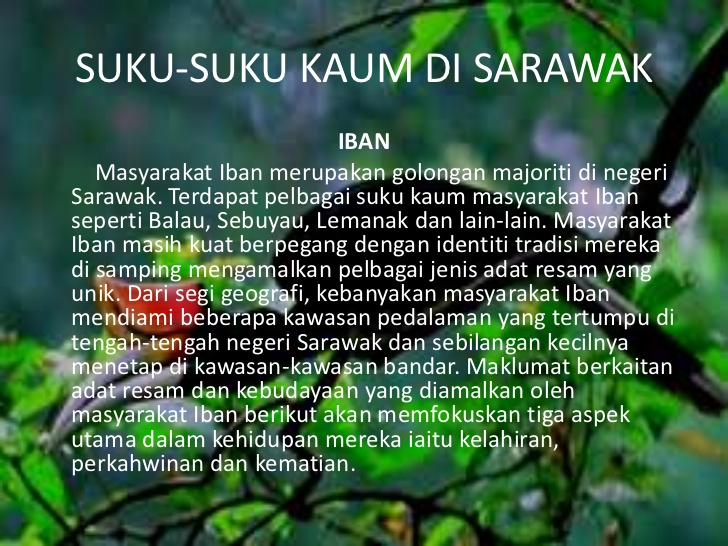 SUKU-SUKU KAUM DI SARAWAK
IBAN
Masyarakat Iban merupakan golongan majoriti di negeri
Sarawak. Terdapat pelbagai suku kaum masyarakat Iban
seperti Balau, Sebuyau, Lemanak dan lain-lain. Masyarakat
Iban masih kuat berpegang dengan identiti tradisi mereka
di samping mengamalkan pelbagai jenis adat resam yang
unik. Dari segi geografi, kebanyakan masyarakat Iban
mendiami beberapa kawasan pedalaman yang tertumpu di
tengah-tengah negeri Sarawak dan sebilangan kecilnya
menetap di kawasan-kawasan bandar. Maklumat berkaitan
adat resam dan kebudayaan yang diamalkan oleh
masyarakat Iban berikut akan memfokuskan tiga aspek
utama dalam kehidupan mereka iaitu kelahiran,
perkahwinan dan kematian.